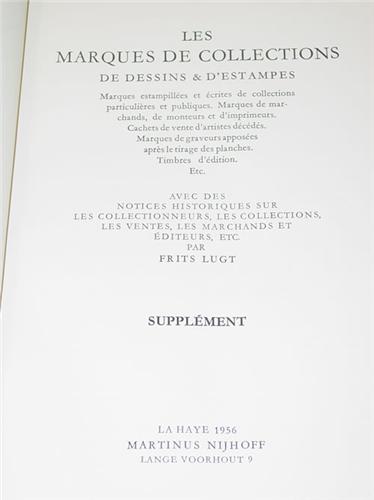 LES
MARQUES DE COLLECTIONS
DE DESSINS & D'ESTAMPES
Marques estampillées et écrites de collections
particulières et publiques. Marques de mar-
chands, de monteurs et d'imprimeurs.
Cachets de vente d'artistes décédés.
Marques de graveurs apposées
après le tirage des planches.
Timbres d'édition.
Etc.
AVEC DES
NOTICES HISTORIQUES SUR
LES COLLECTIONNEURS, LES COLLECTIONS,
LES VENTES, LES MARCHANDS ET
ÉDITEURS, ETC.
PAR
FRITS LUGT
SUPPLÉMENT
LA HAYE 1956
MARTINUS NIJHOFF
LANGE VOORHOUT 9